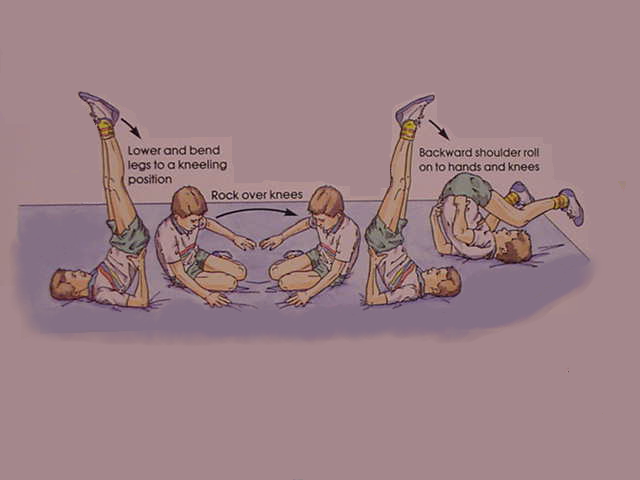 Lower and bend
legs to a kneeling
position
Rock over knees
Backward shoulder roll
on to hands and knees